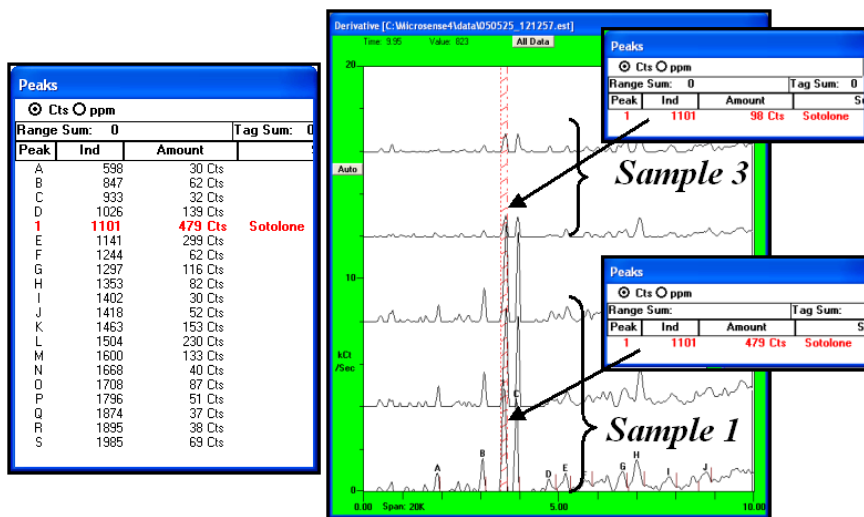 Peaks
Cts ppm
Range Sum: 0 Tag Sum: 0
Peak Ind Amount
A 598 30 Cts
B 847 62 Cts
C 933 32 Cts
D 1026 139 Cts
1 1101 479 Cts Sotolone
E 1141 299 Cts
F 1244 62 Cts
G 1297 116 Cts
H 1353 82 Cts
I 1402 30 Cts
J 1418 52 Cts
K 1463 153 Cts
L 1504 230 Cts
M 1600 133 Cts
N 1668 40 Cts
O 1708 87 Cts
P 1796 51 Cts
Q 1874 37 Cts
R 1895 38 Cts
S 1985 69 Cts
Derivative [C:\Microsense4\data\050525_121257.est]
Time: 9.95 Value: 823 All Data
20
Auto
10
kCt
/Sec
0
0.00 Span: 20K 5.00 10.00
A B C D E F G H I J
Sample 3
Sample 1
Peaks
Cts ppm
Range Sum: 0 Tag Sum: 0
Peak Ind Amount
1 1101 98 Cts Sotolone
Peaks
Cts ppm
Range Sum: Tag Sum:
Peak Ind Amount
1 1101 479 Cts Sotolone